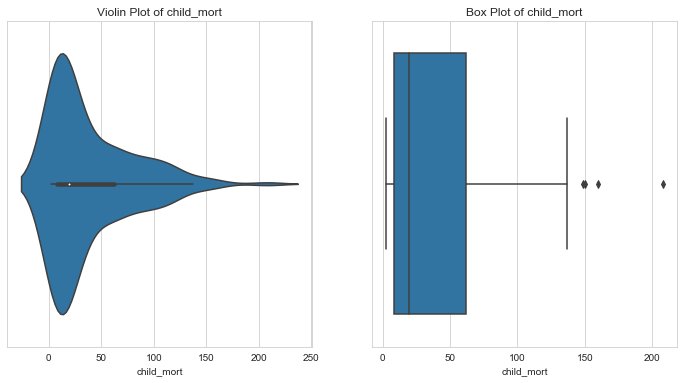 Violin Plot of child_mort
0 50 100 150 200 250
child_mort
Box Plot of child_mort
0 50 100 150 200
child_mort